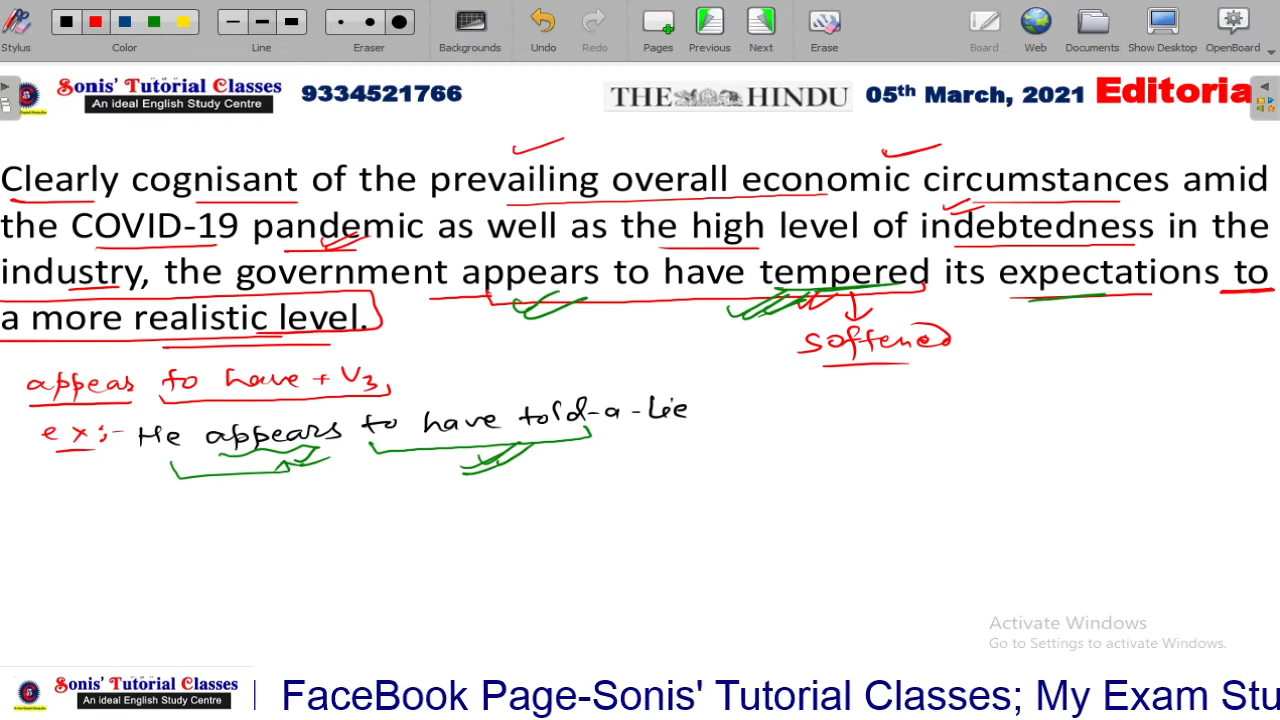 Stylus Color Line Eraser Backgrounds Undo Redo Pages Previous Next Erase Board Web Documents Show Desktop OpenBoard
Sonis' Tutorial Classes
An ideal English Study Centre
9334521766
THE HINDU
05th March, 2021 Editoria
Clearly cognisant of the prevailing overall economic circumstances amid
the COVID-19 pandemic as well as the high level of indebtedness in the
industry, the government appears to have tempered its expectations to
a more realistic level.
softened
appears to have + V3
ex:- He appears to have told-a-lie
Activate Windows
Go to Settings to activate Windows.
Sonis' Tutorial Classes
An ideal English Study Centre
FaceBook Page-Sonis' Tutorial Classes; My Exam Stu